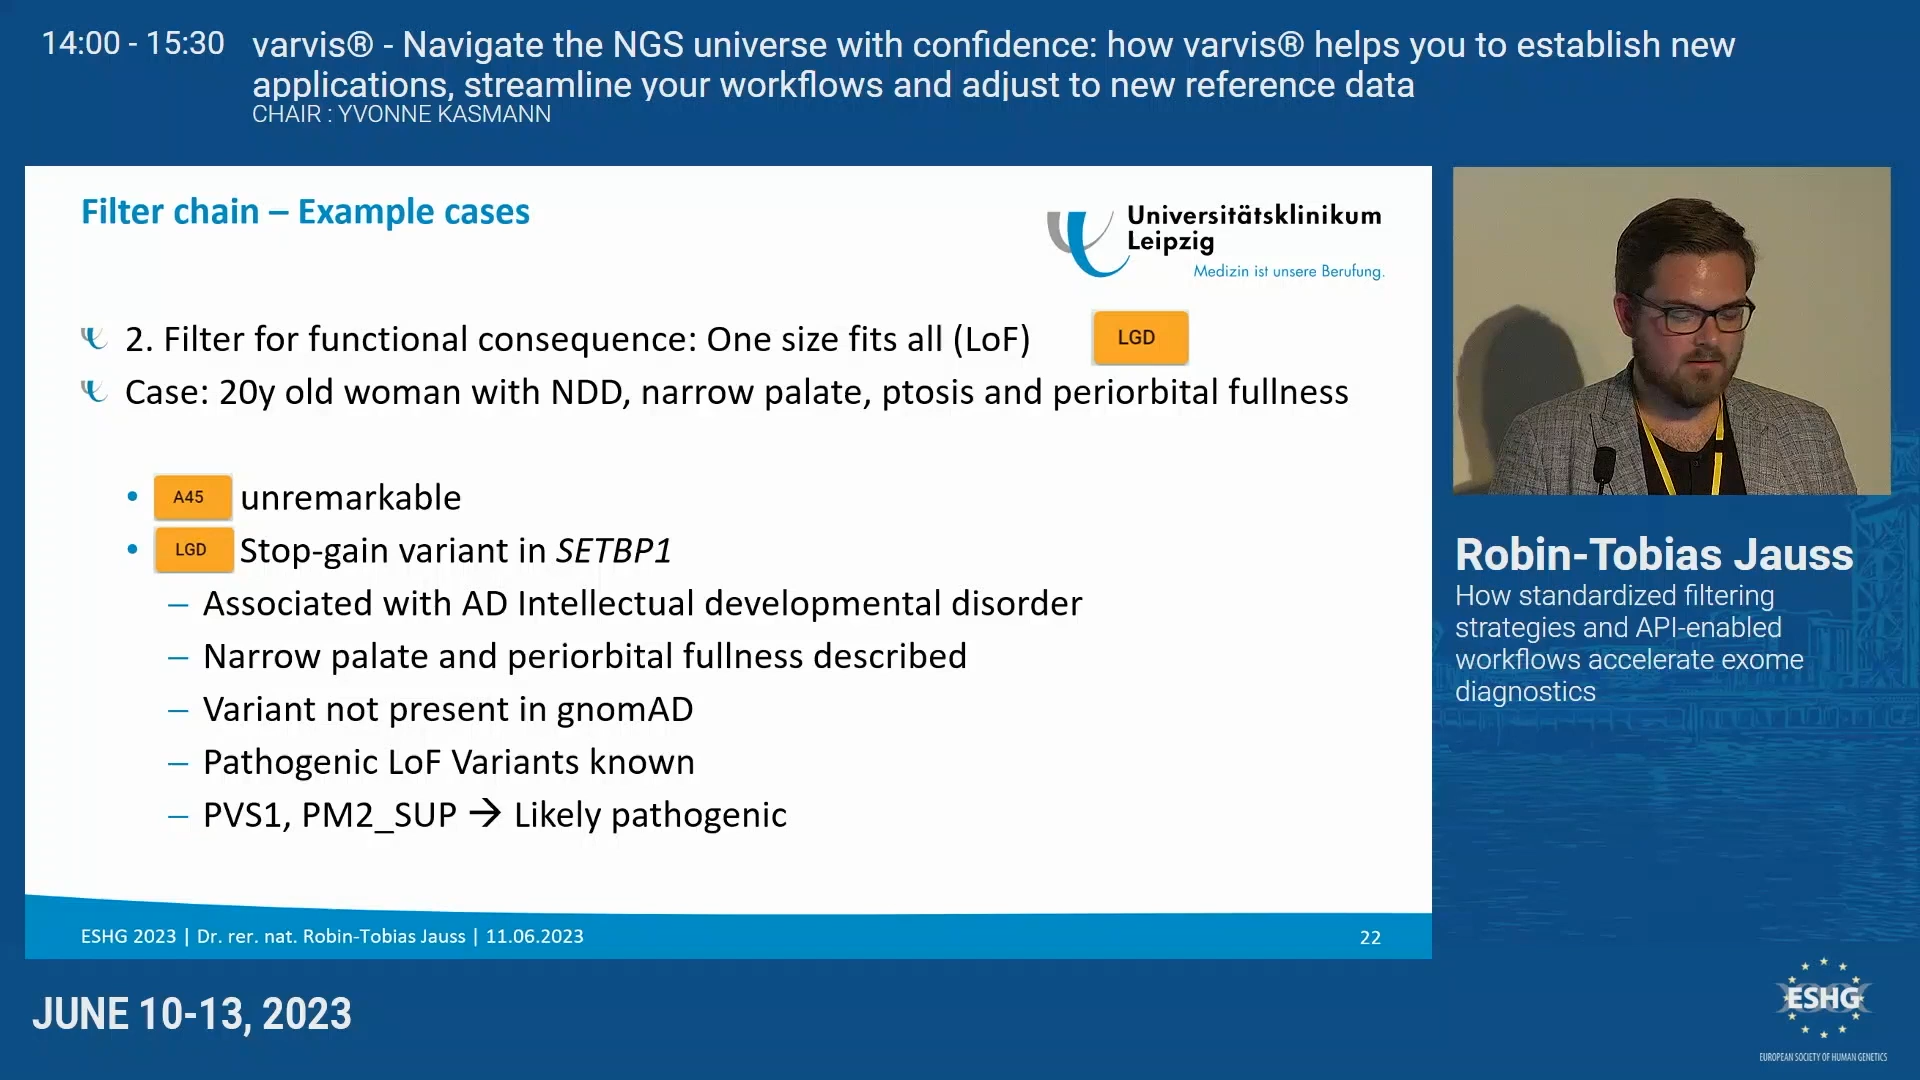 14:00 - 15:30
varvis® - Navigate the NGS universe with confidence: how varvis® helps you to establish new
applications, streamline your workflows and adjust to new reference data
CHAIR : YVONNE KASMANN
Filter chain – Example cases
Universitätsklinikum
Leipzig
Medizin ist unsere Berufung.
2. Filter for functional consequence: One size fits all (LoF)
LGD
Case: 20y old woman with NDD, narrow palate, ptosis and periorbital fullness
• A45 unremarkable
• LGD Stop-gain variant in SETBP1
– Associated with AD Intellectual developmental disorder
– Narrow palate and periorbital fullness described
– Variant not present in gnomAD
– Pathogenic LoF Variants known
– PVS1, PM2_SUP → Likely pathogenic
ESHG 2023 | Dr. rer. nat. Robin-Tobias Jauss | 11.06.2023
22
Robin-Tobias Jauss
How standardized filtering
strategies and API-enabled
workflows accelerate exome
diagnostics
JUNE 10-13, 2023
ESHG
EUROPEAN SOCIETY OF HUMAN GENETICS